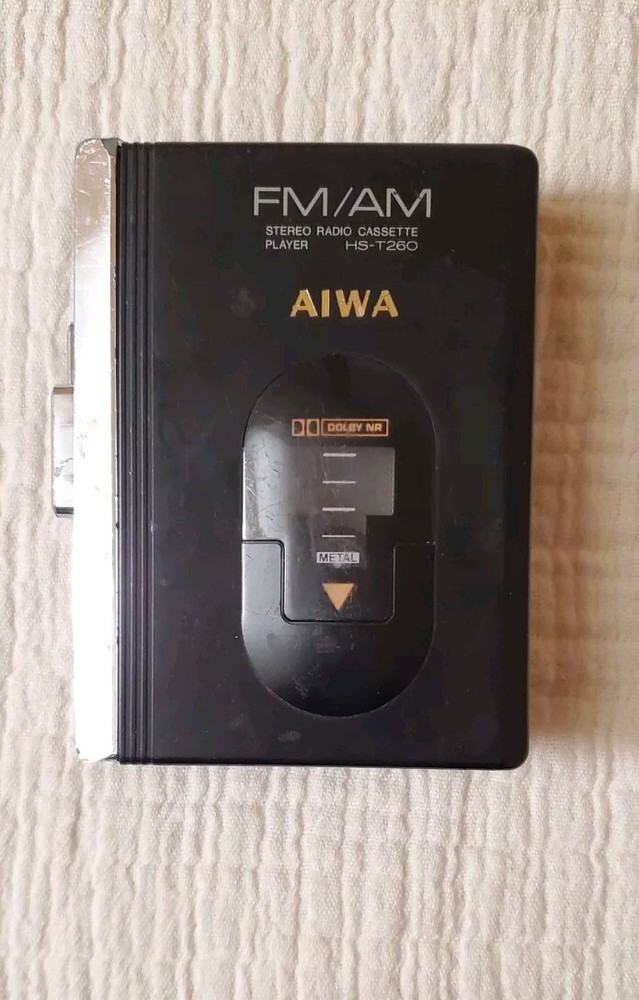 FM/AM
STEREO RADIO CASSETTE
PLAYER HS-T260
AIWA
DOLBY NR
METAL